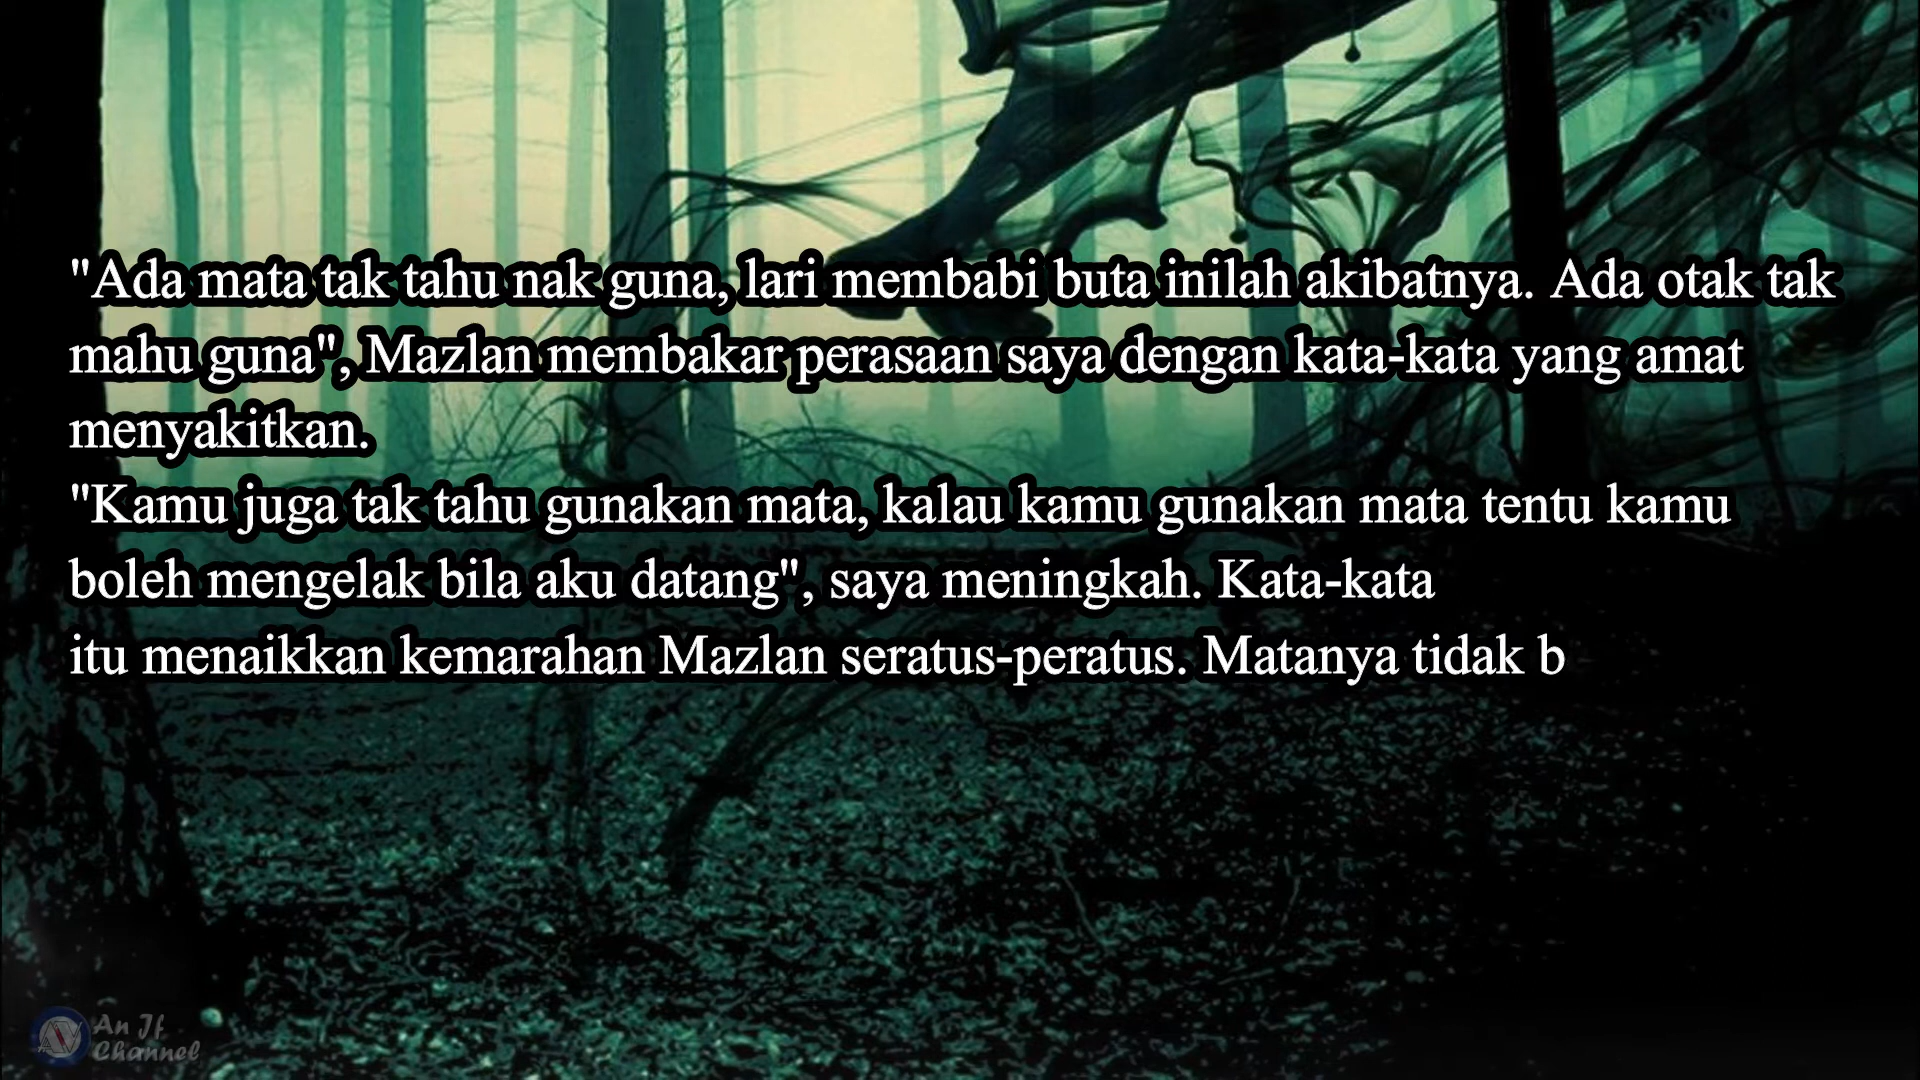 "Ada mata tak tahu nak guna, lari membabi buta inilah akibatnya. Ada otak tak
mahu guna", Mazlan membakar perasaan saya dengan kata-kata yang amat
menyakitkan.
"Kamu juga tak tahu gunakan mata, kalau kamu gunakan mata tentu kamu
boleh mengelak bila aku datang", saya meningkah. Kata-kata
itu menaikkan kemarahan Mazlan seratus-peratus. Matanya tidak b
An If
Channel